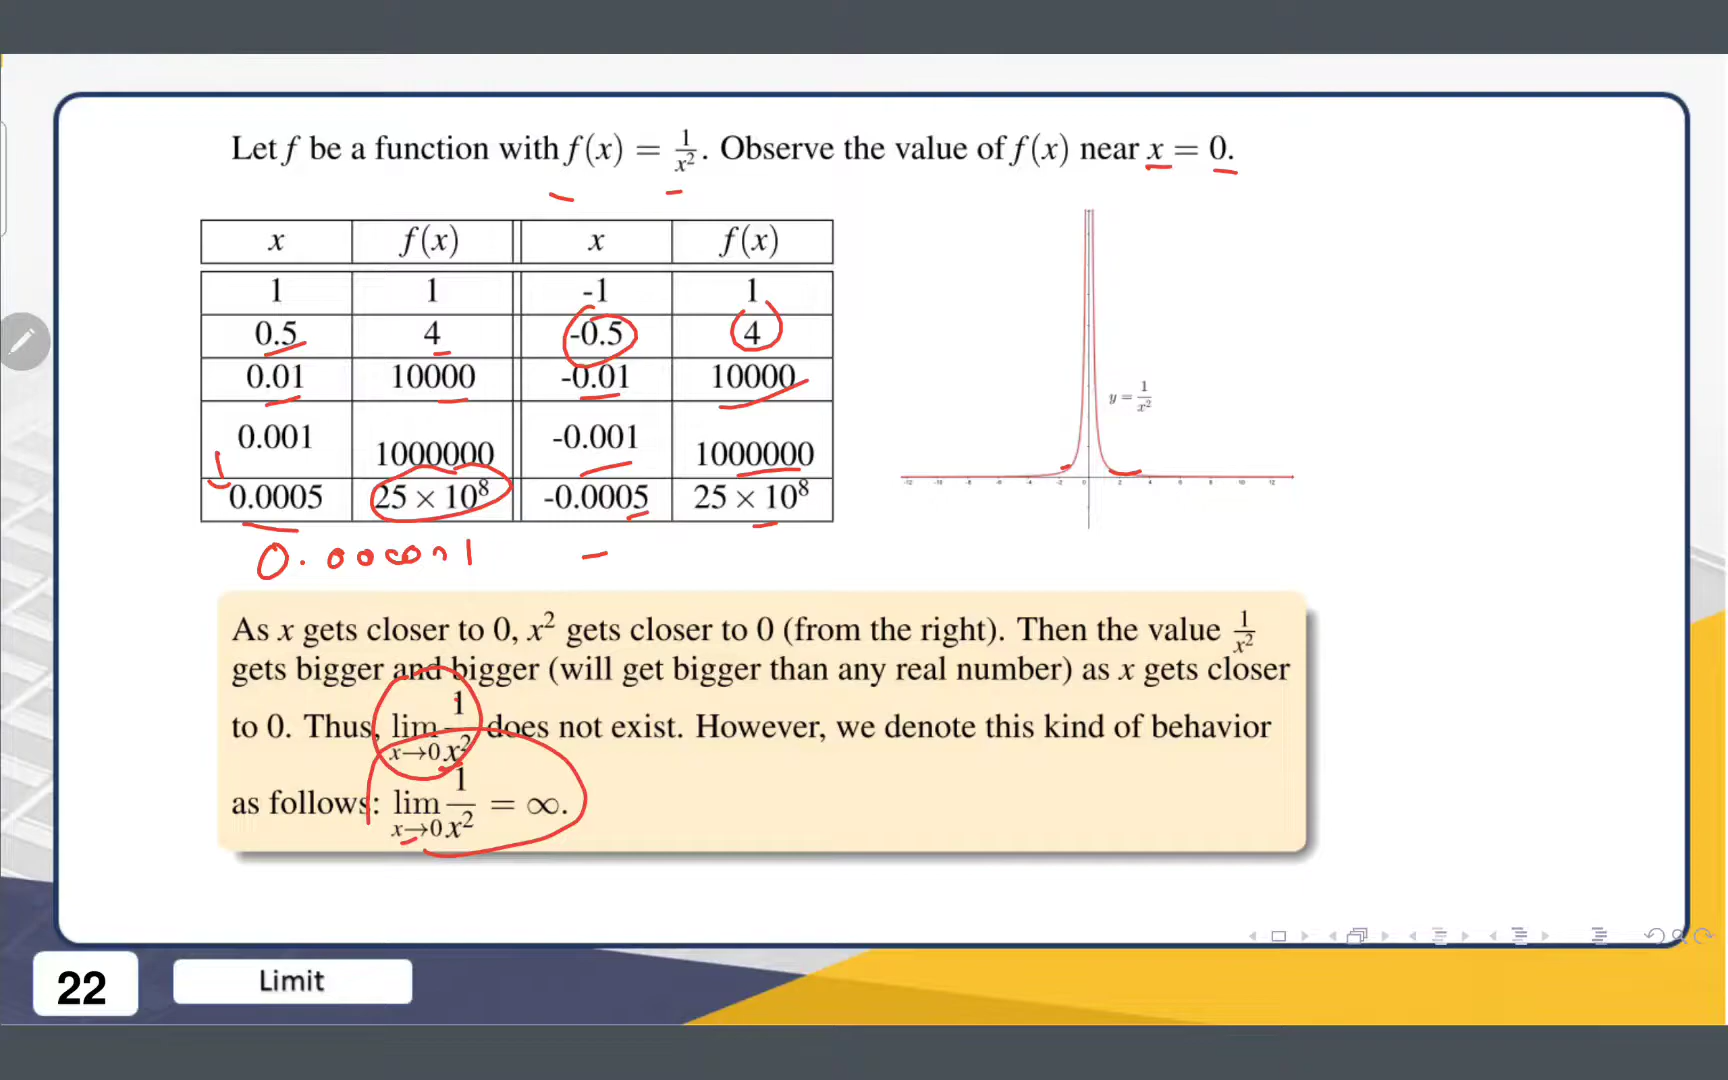 Let f be a function with f(x) = 1/x². Observe the value of f(x) near x = 0.
x f(x) x f(x)
1 1 -1 1
0.5 4 -0.5 4
0.01 10000 -0.01 10000
0.001 1000000 -0.001 1000000
0.0005 25 × 10⁸ -0.0005 25 × 10⁸
y = 1/x²
As x gets closer to 0, x² gets closer to 0 (from the right). Then the value 1/x²
gets bigger and bigger (will get bigger than any real number) as x gets closer
to 0. Thus, lim x→0 1/x² does not exist. However, we denote this kind of behavior
as follows: lim x→0 1/x² = ∞.
22
Limit